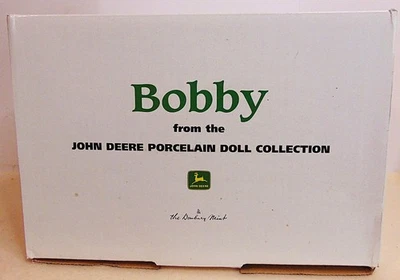 Bobby
from the
JOHN DEERE PORCELAIN DOLL COLLECTION
JOHN DEERE
the Danbury Mint